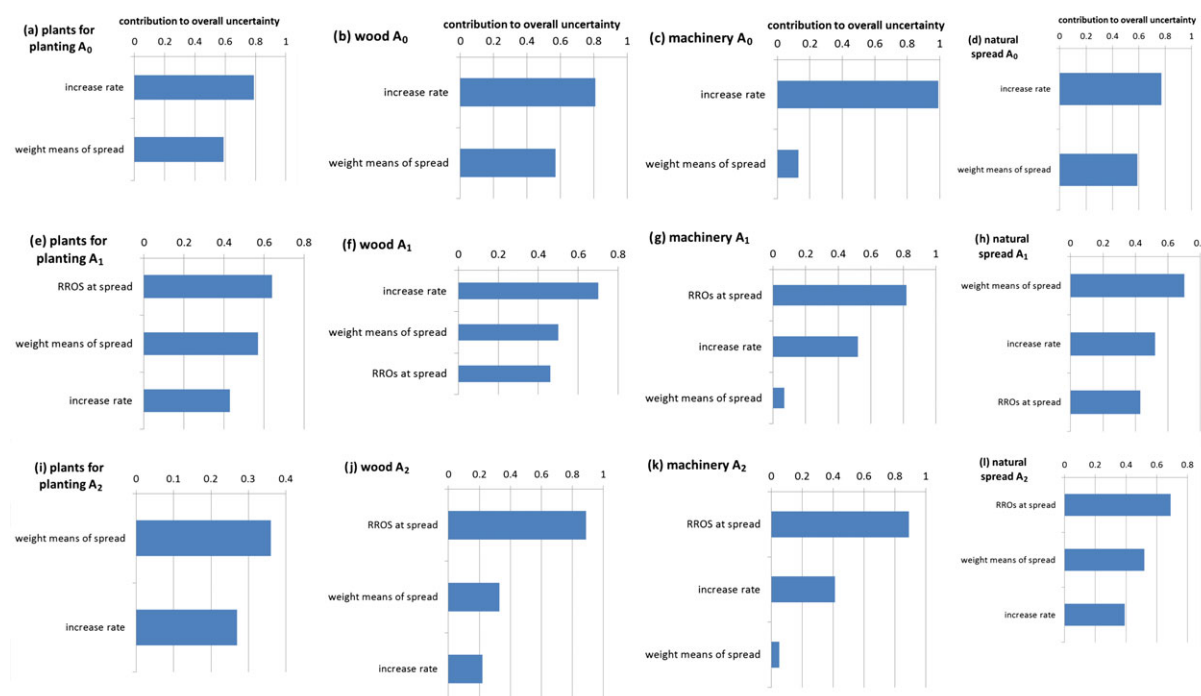 contribution to overall uncertainty
(a) plants for
planting A0
0 0.2 0.4 0.6 0.8 1
increase rate
weight means of spread
contribution to overall uncertainty
(b) wood A0
0 0.2 0.4 0.6 0.8 1
increase rate
weight means of spread
contribution to overall uncertainty
(c) machinery A0
0 0.2 0.4 0.6 0.8 1
increase rate
weight means of spread
contribution to overall uncertainty
(d) natural
spread A0
0 0.2 0.4 0.6 0.8 1
increase rate
weight means of spread
(e) plants for
planting A1
0 0.2 0.4 0.6 0.8
RROS at spread
weight means of spread
increase rate
(f) wood A1
0 0.2 0.4 0.6 0.8
increase rate
weight means of spread
RROs at spread
(g) machinery A1
0 0.2 0.4 0.6 0.8 1
RROs at spread
increase rate
weight means of spread
(h) natural
spread A1
0 0.2 0.4 0.6 0.8
weight means of spread
increase rate
RROs at spread
(i) plants for
planting A2
0 0.1 0.2 0.3 0.4
weight means of spread
increase rate
(j) wood A2
0 0.2 0.4 0.6 0.8 1
RROS at spread
weight means of spread
increase rate
(k) machinery A2
0 0.2 0.4 0.6 0.8 1
RROS at spread
increase rate
weight means of spread
(l) natural
spread A2
0 0.2 0.4 0.6 0.8
 RROs at spread
weight means of spread
increase rate